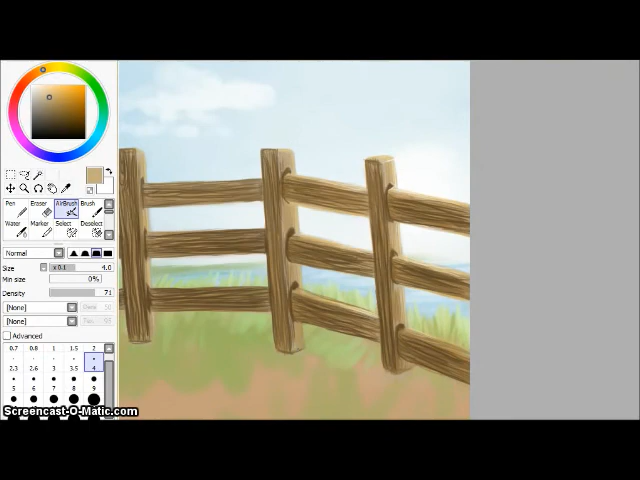 Pen Eraser AirBrush Brush
Water Marker Select Deselect
Normal
Size x 0.1 4.0
Min size 0%
Density 71
[None]
[None]
Advanced
0.7 0.8 1 1.5 2
2.3 2.6 3 3.5 4
5 6 7 8 9
Screencast-O-Matic.com